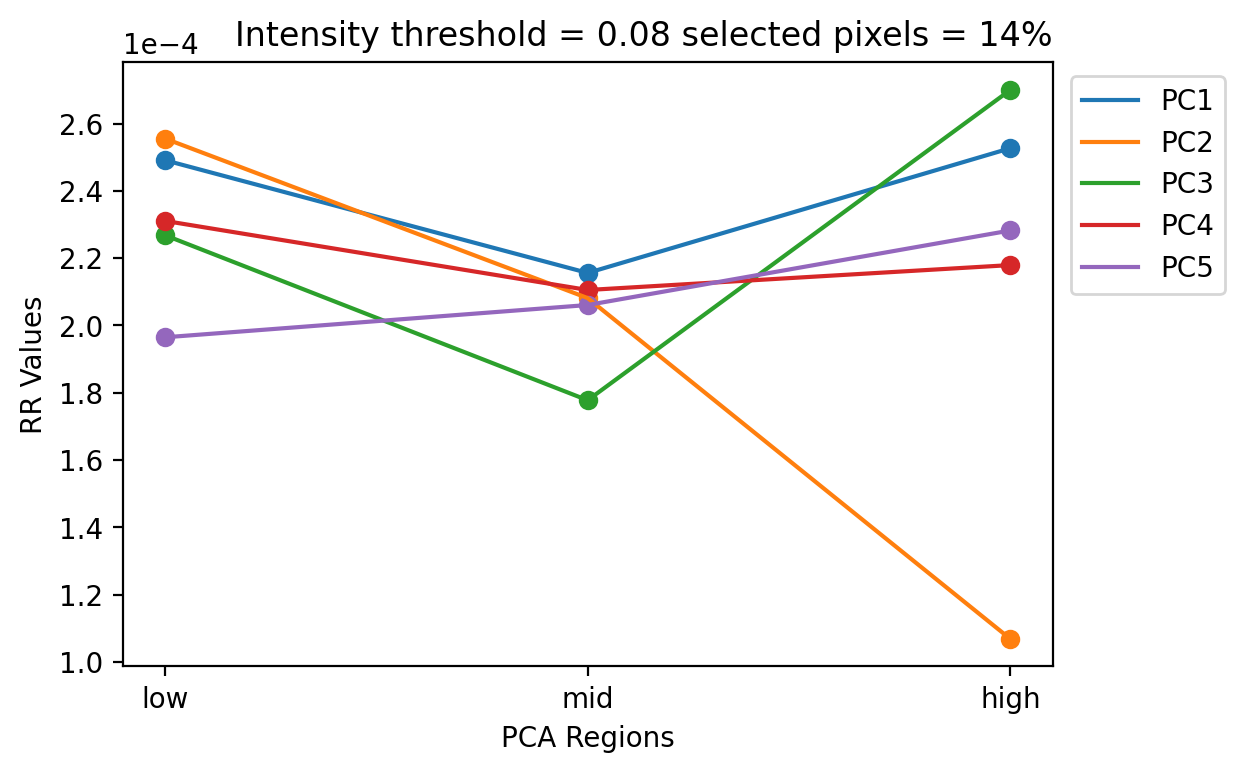 Intensity threshold = 0.08 selected pixels = 14%
1e−4
2.6
2.4
2.2
2.0
1.8
1.6
1.4
1.2
1.0
RR Values
low
mid
high
PCA Regions
PC1
PC2
PC3
PC4
PC5